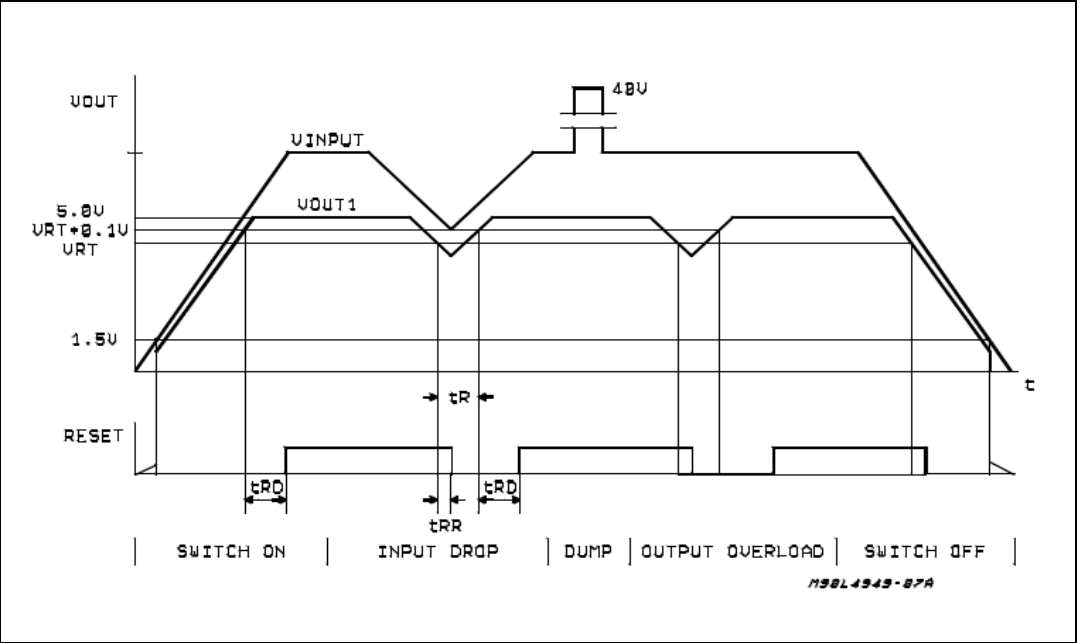 VOUT
40V
VINPUT
VOUT1
5.0V
VRT+0.1V
VRT
1.5V
t
tR
RESET
tRD
tRD
tRR
SWITCH ON
INPUT DROP
DUMP
OUTPUT OVERLOAD
SWITCH OFF
M90L4949-07A